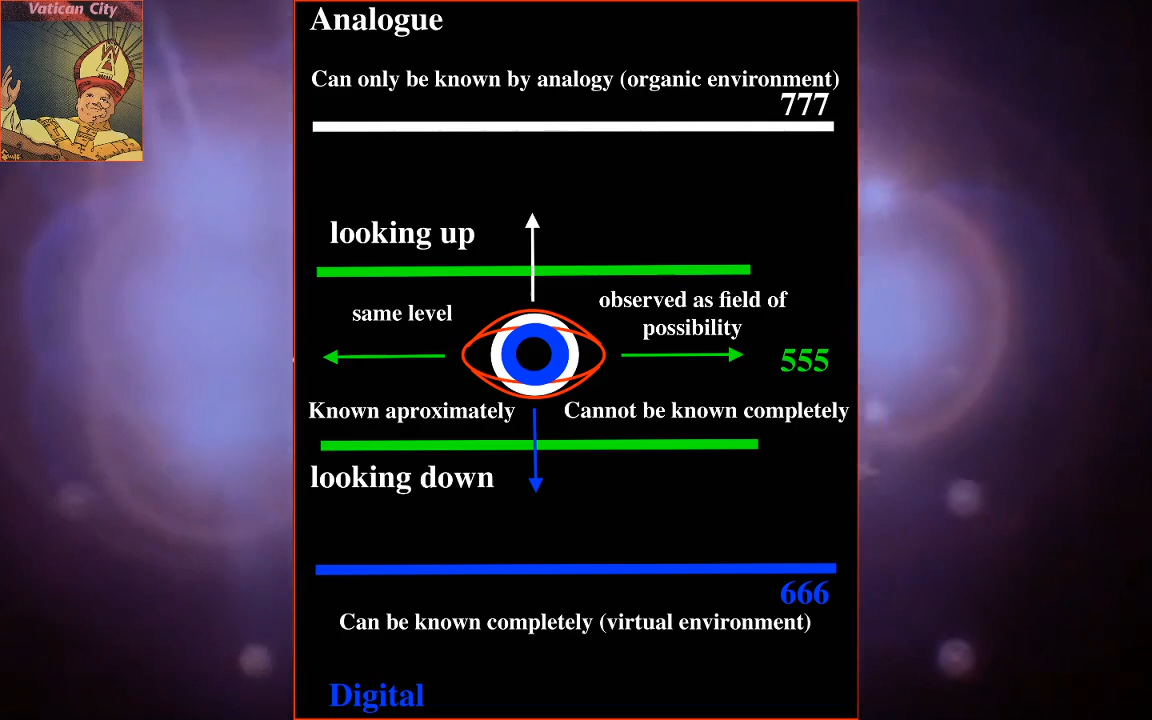 Vatican City
Analogue
Can only be known by analogy (organic environment)
777
looking up
same level
observed as field of
possibility
555
Known aproximately
Cannot be known completely
looking down
666
Can be known completely (virtual environment)
Digital